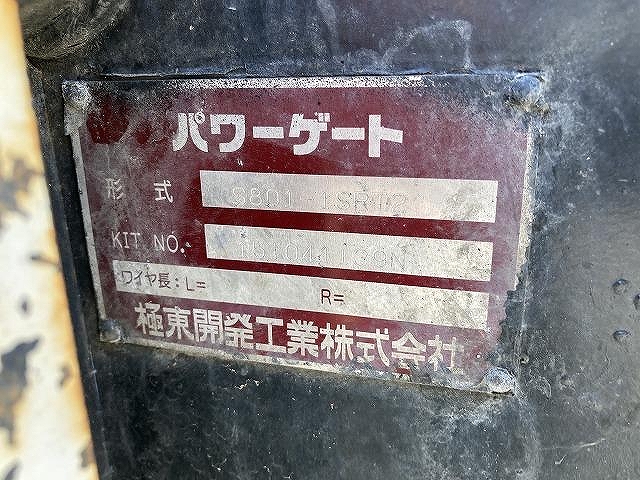 パワーゲート
形式
KIT NO.
ワイヤ長：L= R=
極東開発工業株式会社